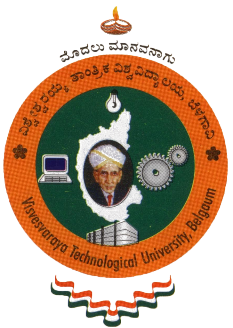 ಮೊದಲು ಮಾನವನಾಗು
ವಿಶ್ವೇಶ್ವರಯ್ಯ ತಾಂತ್ರಿಕ ವಿಶ್ವವಿದ್ಯಾಲಯ, ಬೆಳಗಾವಿ
Visvesvaraya Technological University, Belgaum